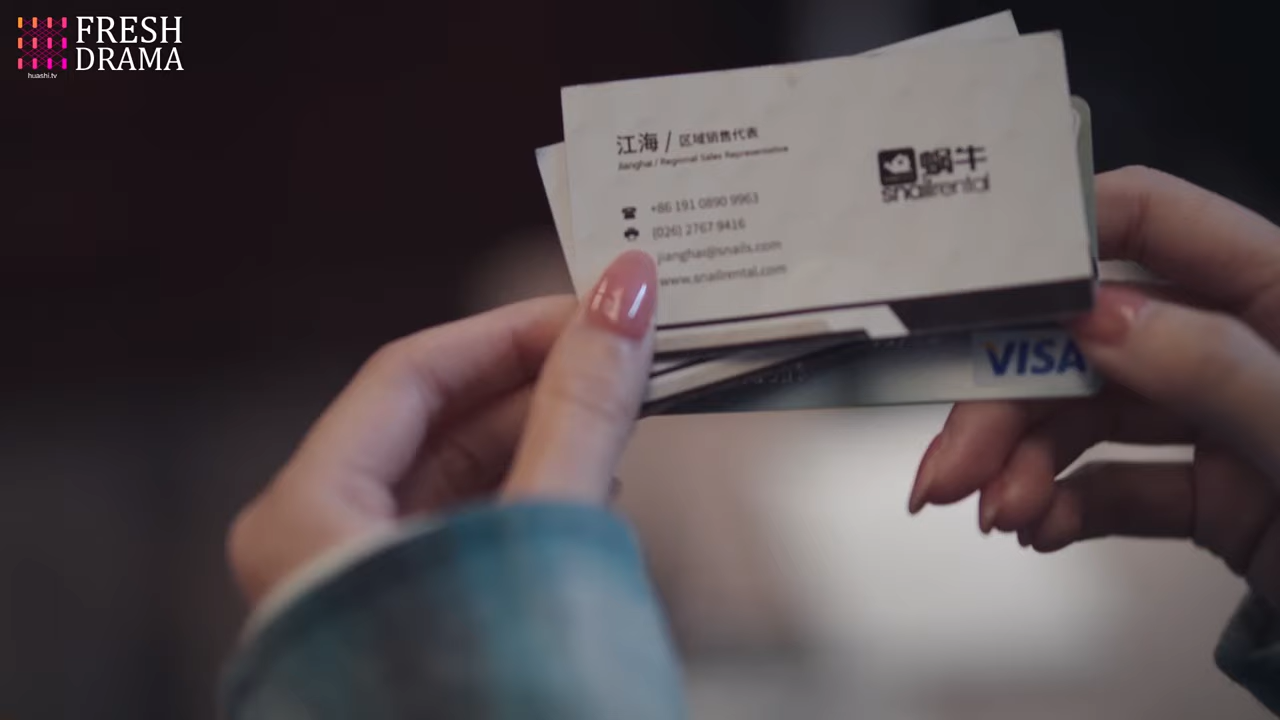 FRESH
DRAMA
huashi.tv
江海 / 区域销售代表
Jianghai / Regional Sales Representative
+86 191 0890 9963
(026) 2767 9416
jianghai@snails.com
www.snailrental.com
蜗牛
snailrental
VISA